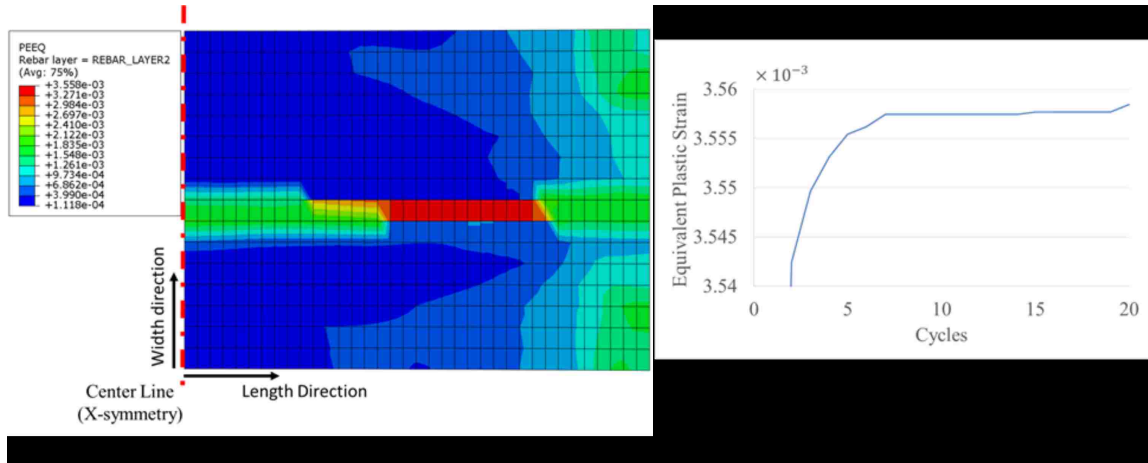 PEEQ
Rebar layer = REBAR_LAYER2
(Avg: 75%)
+3.558e-03
+3.271e-03
+2.984e-03
+2.697e-03
+2.410e-03
+2.122e-03
+1.835e-03
+1.548e-03
+1.261e-03
+9.734e-04
+6.862e-04
+3.990e-04
+1.118e-04
Width direction
Center Line
(X-symmetry)
Length Direction
× 10⁻³
3.56
3.555
3.55
3.545
3.54
Equivalent Plastic Strain
0
5
10
15
20
Cycles